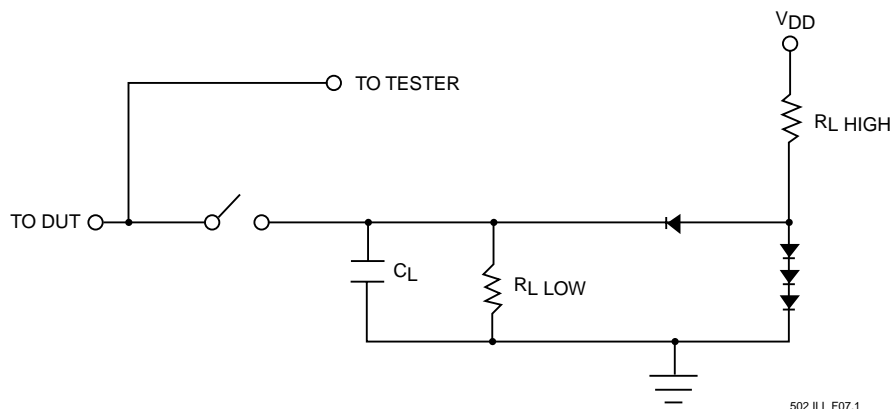 VDD
TO TESTER
RL HIGH
TO DUT
CL
RL LOW
502 ILL F07.1